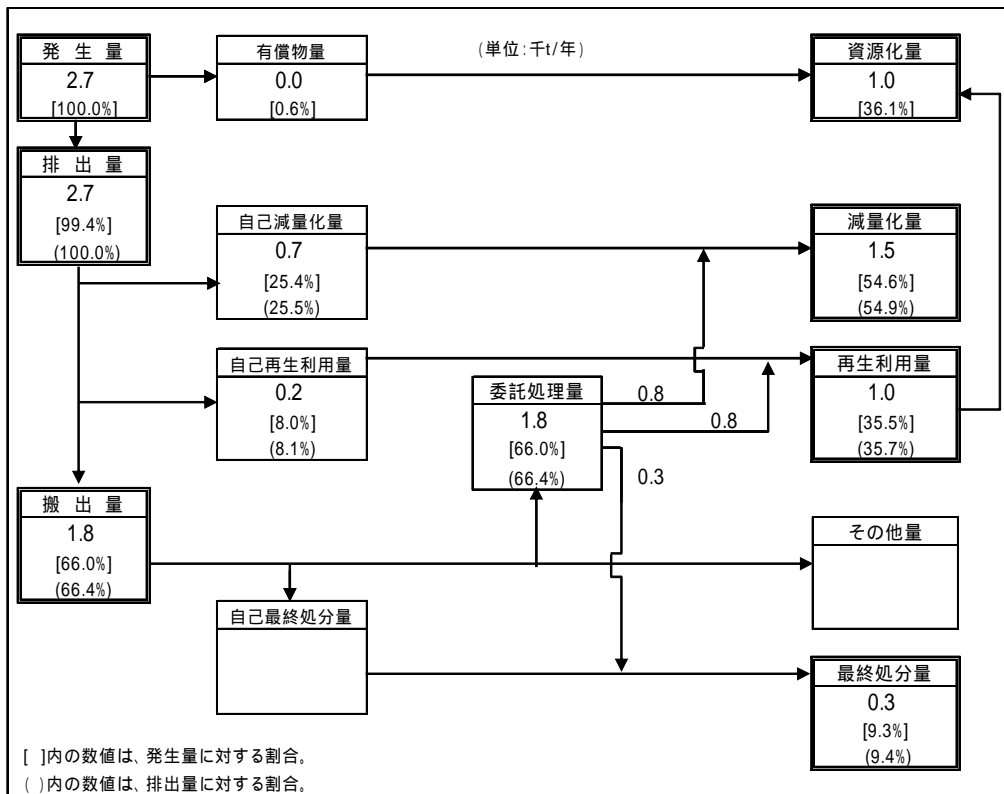 発 生 量
2.7
[100.0%]
有償物量
0.0
[0.6%]
(単位:千t/年)
資源化量
1.0
[36.1%]
排 出 量
2.7
[99.4%]
(100.0%)
自己減量化量
0.7
[25.4%]
(25.5%)
減量化量
1.5
[54.6%]
(54.9%)
自己再生利用量
0.2
[8.0%]
(8.1%)
委託処理量
1.8
[66.0%]
(66.4%)
0.8
0.8
0.3
再生利用量
1.0
[35.5%]
(35.7%)
搬 出 量
1.8
[66.0%]
(66.4%)
その他量
自己最終処分量
最終処分量
0.3
[9.3%]
(9.4%)
[ ]内の数値は、発生量に対する割合。
( )内の数値は、排出量に対する割合。